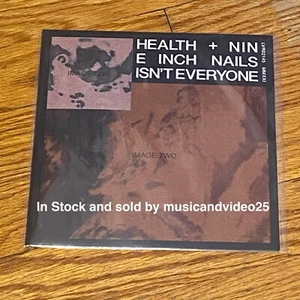 HEALTH + NIN
E INCH NAILS
ISN'T EVERYONE
IMAGE TWO
In Stock and sold by musicandvideo25